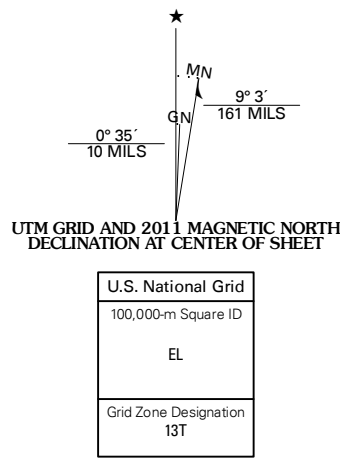 ★
MN
GN
9° 3´
161 MILS
0° 35´
10 MILS
UTM GRID AND 2011 MAGNETIC NORTH
DECLINATION AT CENTER OF SHEET
U.S. National Grid
100,000-m Square ID
EL
Grid Zone Designation
13T